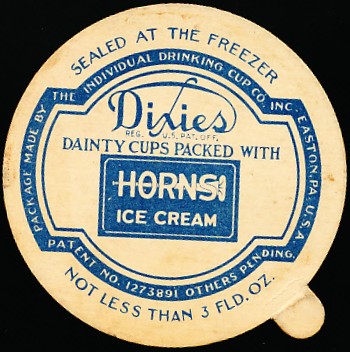 SEALED AT THE FREEZER
PACKAGE MADE BY THE INDIVIDUAL DRINKING CUP CO. INC. EASTON, PA. U.S.A.
Dixies
REG. U.S. PAT. OFF.
DAINTY CUPS PACKED WITH
HORNS
ICE CREAM
PATENT NO. 1273891 OTHERS PENDING.
NOT LESS THAN 3 FLD. OZ.